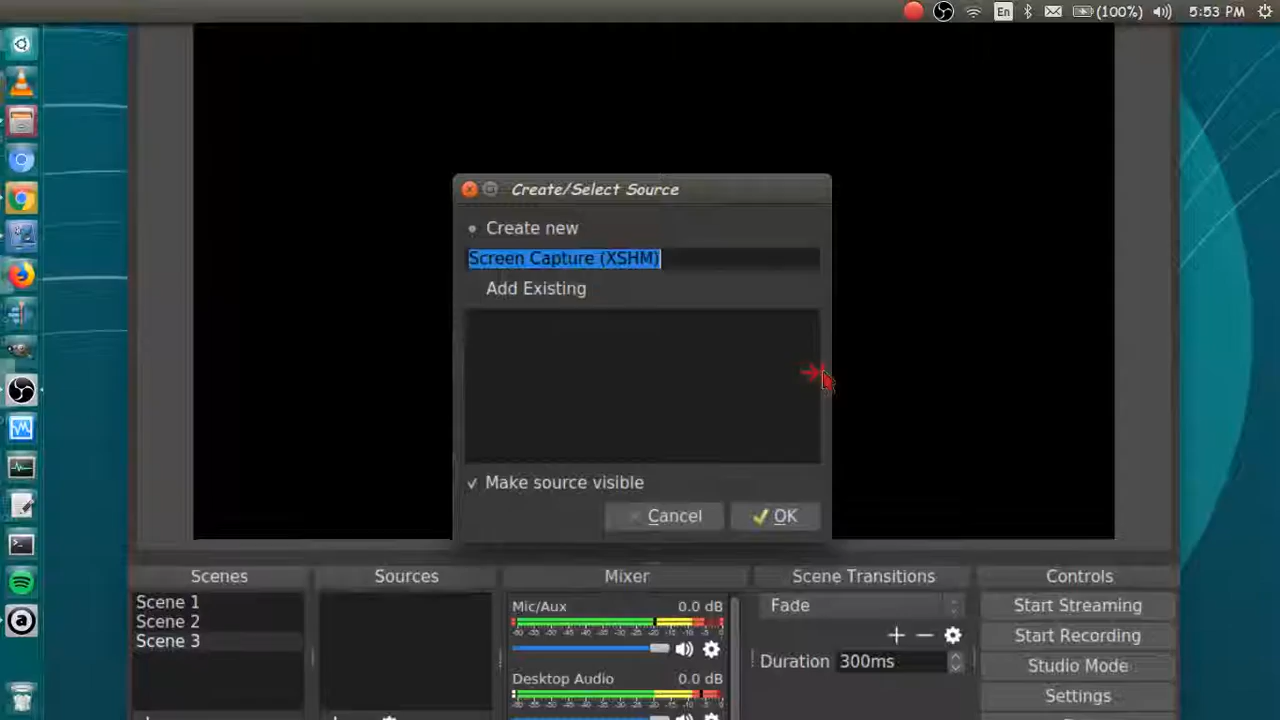 En (100%) 5:53 PM
Create/Select Source
Create new
Screen Capture (XSHM)
Add Existing
Make source visible
Cancel OK
Scenes Sources Mixer Scene Transitions Controls
Scene 1
Scene 2
Scene 3
Mic/Aux 0.0 dB
Desktop Audio 0.0 dB
Fade
Duration 300ms
Start Streaming
Start Recording
Studio Mode
Settings